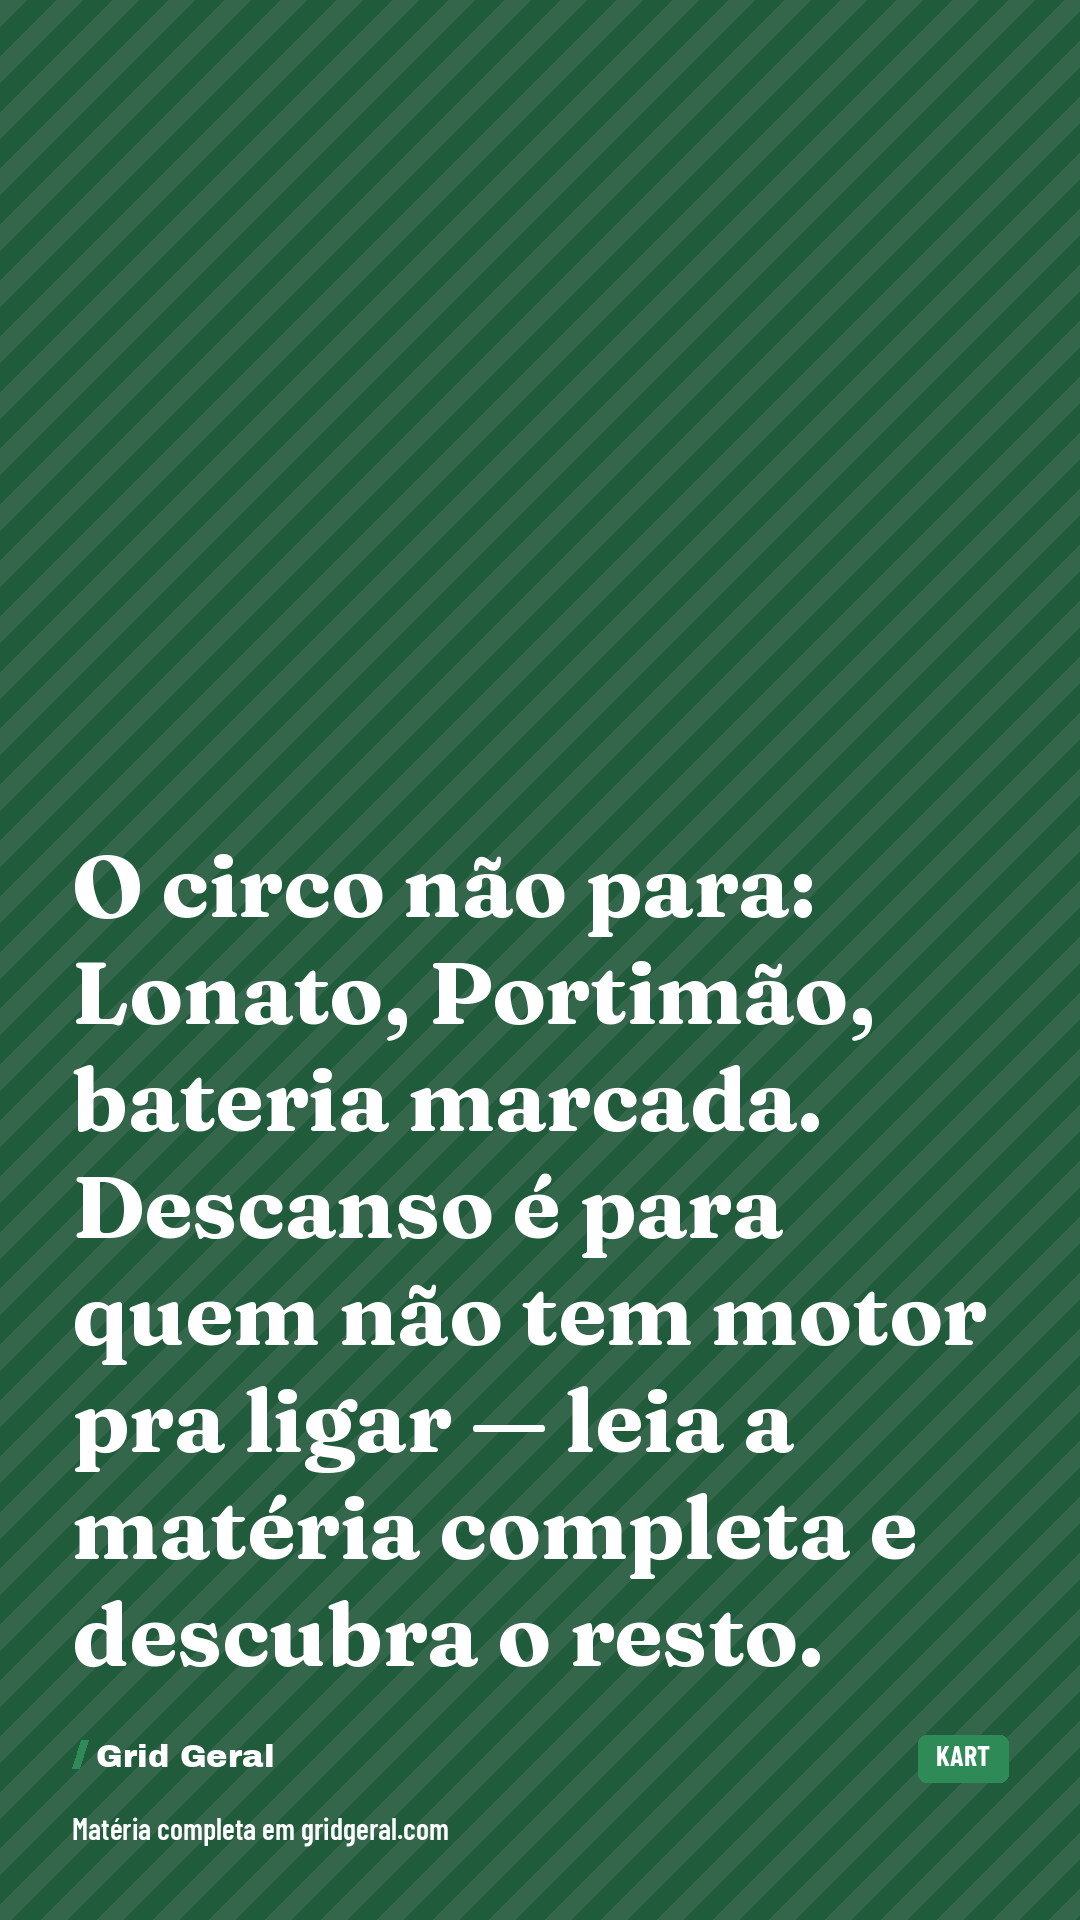 O circo não para:
Lonato, Portimão,
bateria marcada.
Descanso é para
quem não tem motor
pra ligar — leia a
matéria completa e
descubra o resto.
/ Grid Geral
KART
Matéria completa em gridgeral.com